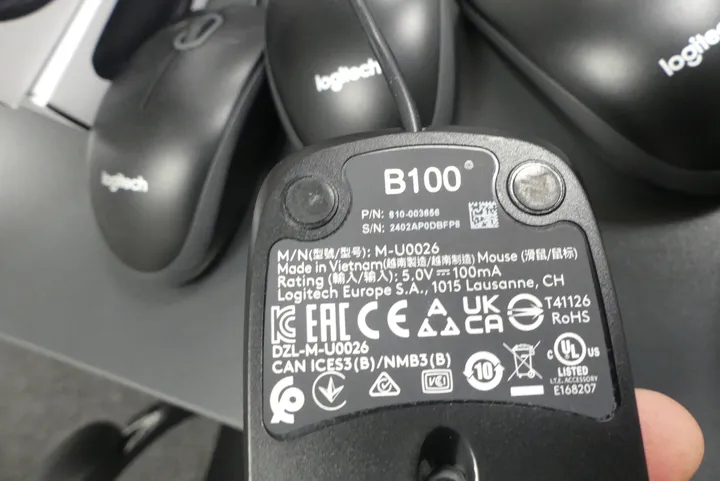 logitech
logitech
logitech
B100
P/N: 810-003656
S/N: 2402AP0DBFP8
M/N(型號/型号): M-U0026
Made in Vietnam(越南製造/越南制造) Mouse (滑鼠/鼠标)
Rating (輸入/输入): 5.0V⎓100mA
Logitech Europe S.A., 1015 Lausanne, CH
EAC CE UK CA T41126 RoHS
DZL-M-U0026
CAN ICES3(B)/NMB3(B)
10
c UL US
LISTED
I.T.E. ACCESSORY
E168207